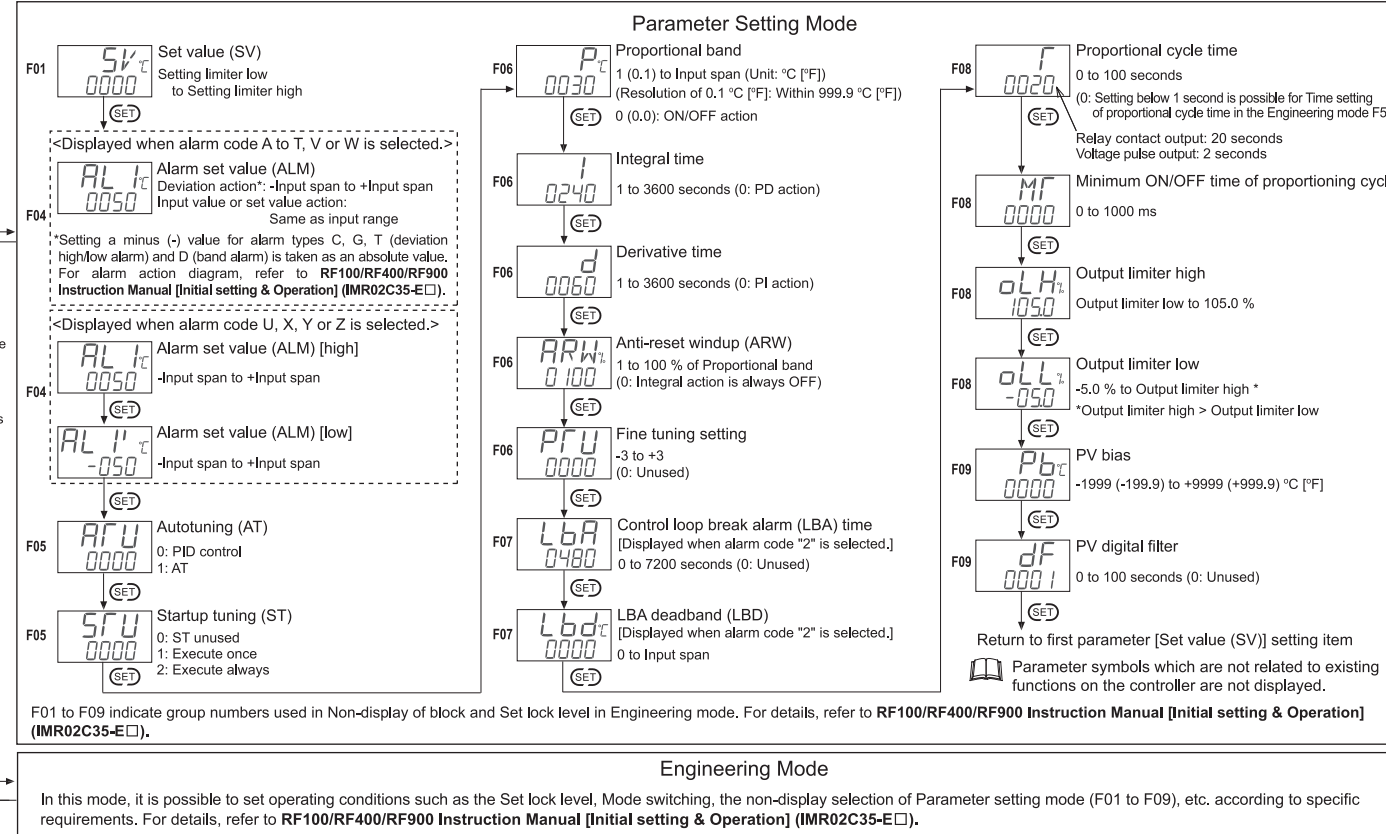 Parameter Setting Mode
F01
SV ℃
0000
Set value (SV)
Setting limiter low
to Setting limiter high
SET
<Displayed when alarm code A to T, V or W is selected.>
F04
AL1 ℃
0050
Alarm set value (ALM)
Deviation action*: -Input span to +Input span
Input value or set value action:
Same as input range
*Setting a minus (-) value for alarm types C, G, T (deviation
high/low alarm) and D (band alarm) is taken as an absolute value.
For alarm action diagram, refer to RF100/RF400/RF900
Instruction Manual [Initial setting & Operation] (IMR02C35-E□).
<Displayed when alarm code U, X, Y or Z is selected.>
F04
AL1 ℃
0050
Alarm set value (ALM) [high]
-Input span to +Input span
SET
AL1' ℃
-050
Alarm set value (ALM) [low]
-Input span to +Input span
SET
F05
ATU
0000
Autotuning (AT)
0: PID control
1: AT
SET
F05
STU
0000
Startup tuning (ST)
0: ST unused
1: Execute once
2: Execute always
SET
F06
P ℃
0030
Proportional band
1 (0.1) to Input span (Unit: °C [°F])
(Resolution of 0.1 °C [°F]: Within 999.9 °C [°F])
0 (0.0): ON/OFF action
SET
F06
I
0240
Integral time
1 to 3600 seconds (0: PD action)
SET
F06
d
0060
Derivative time
1 to 3600 seconds (0: PI action)
SET
F06
ARW %
0100
Anti-reset windup (ARW)
1 to 100 % of Proportional band
(0: Integral action is always OFF)
SET
F06
PTU
0000
Fine tuning setting
-3 to +3
(0: Unused)
SET
F07
LbA
0480
Control loop break alarm (LBA) time
[Displayed when alarm code "2" is selected.]
0 to 7200 seconds (0: Unused)
SET
F07
Lbd ℃
0000
LBA deadband (LBD)
[Displayed when alarm code "2" is selected.]
0 to Input span
SET
F08
T
0020
Proportional cycle time
0 to 100 seconds
(0: Setting below 1 second is possible for Time setting
of proportional cycle time in the Engineering mode F5
Relay contact output: 20 seconds
Voltage pulse output: 2 seconds
SET
F08
MT
0000
Minimum ON/OFF time of proportioning cycl
0 to 1000 ms
SET
F08
oLH %
105.0
Output limiter high
Output limiter low to 105.0 %
SET
F08
oLL %
-05.0
Output limiter low
-5.0 % to Output limiter high *
*Output limiter high > Output limiter low
SET
F09
Pb ℃
0000
PV bias
-1999 (-199.9) to +9999 (+999.9) °C [°F]
SET
F09
dF
0001
PV digital filter
0 to 100 seconds (0: Unused)
SET
Return to first parameter [Set value (SV)] setting item
Parameter symbols which are not related to existing
functions on the controller are not displayed.
F01 to F09 indicate group numbers used in Non-display of block and Set lock level in Engineering mode. For details, refer to RF100/RF400/RF900 Instruction Manual [Initial setting & Operation]
(IMR02C35-E□).
Engineering Mode
In this mode, it is possible to set operating conditions such as the Set lock level, Mode switching, the non-display selection of Parameter setting mode (F01 to F09), etc. according to specific
requirements. For details, refer to RF100/RF400/RF900 Instruction Manual [Initial setting & Operation] (IMR02C35-E□).